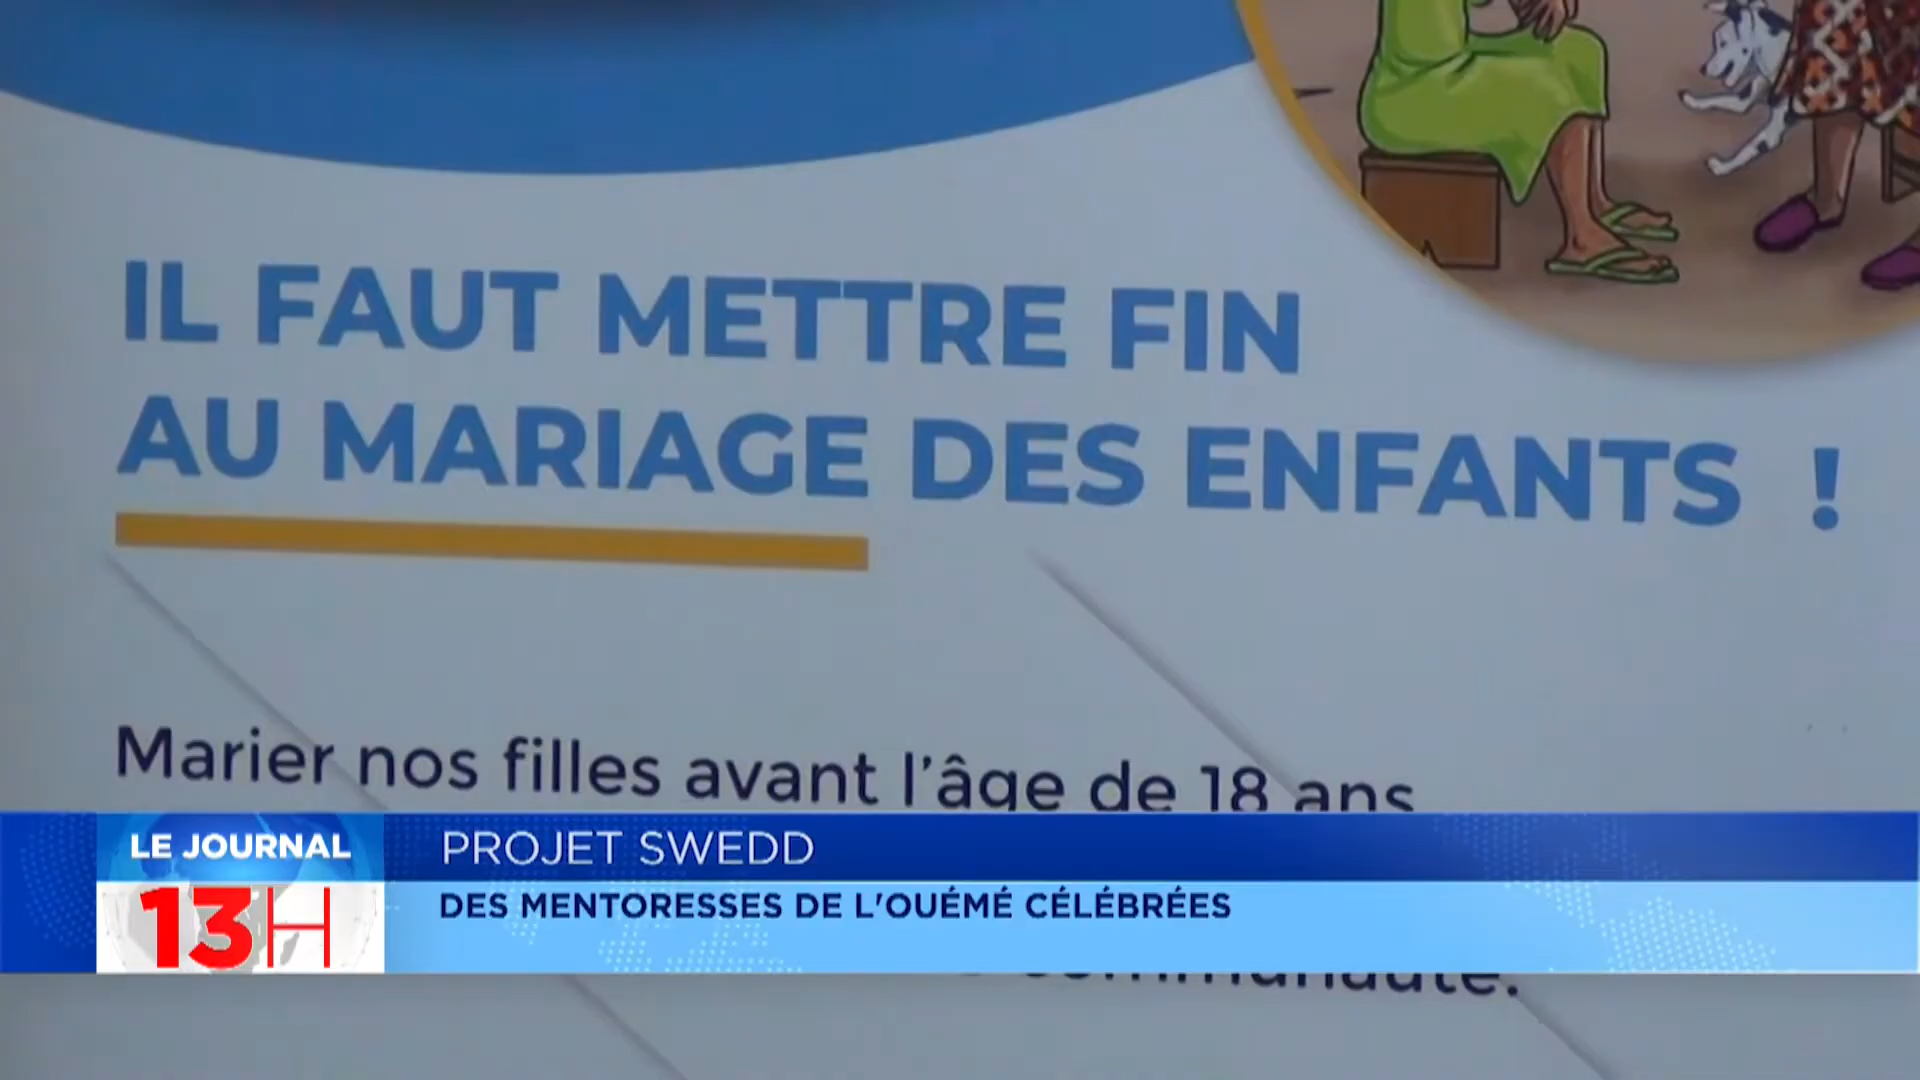 IL FAUT METTRE FIN
AU MARIAGE DES ENFANTS !
Marier nos filles avant l'âge de 18 ans
LE JOURNAL
13H
PROJET SWEDD
DES MENTORESSES DE L'OUÉMÉ CÉLÉBRÉES
communauté.